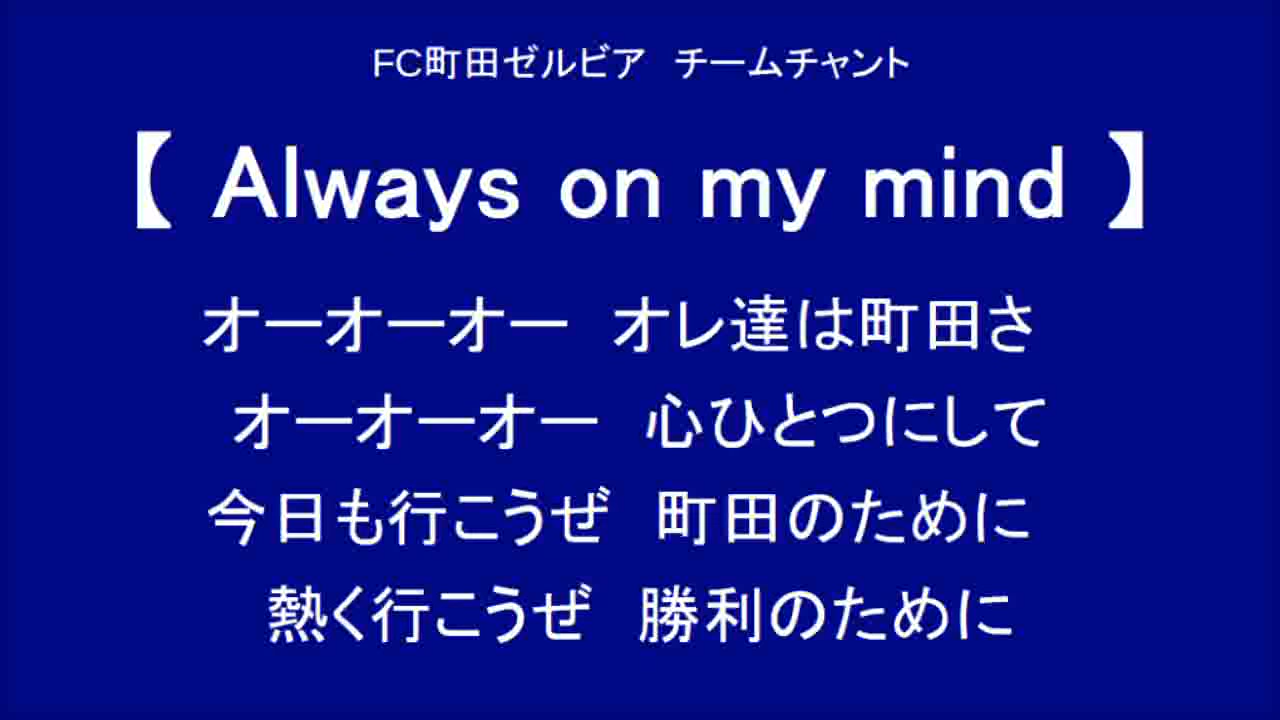 FC町田ゼルビア　チームチャント
【 Always on my mind 】
オーオーオー　オレ達は町田さ
オーオーオー　心ひとつにして
今日も行こうぜ　町田のために
熱く行こうぜ　勝利のために